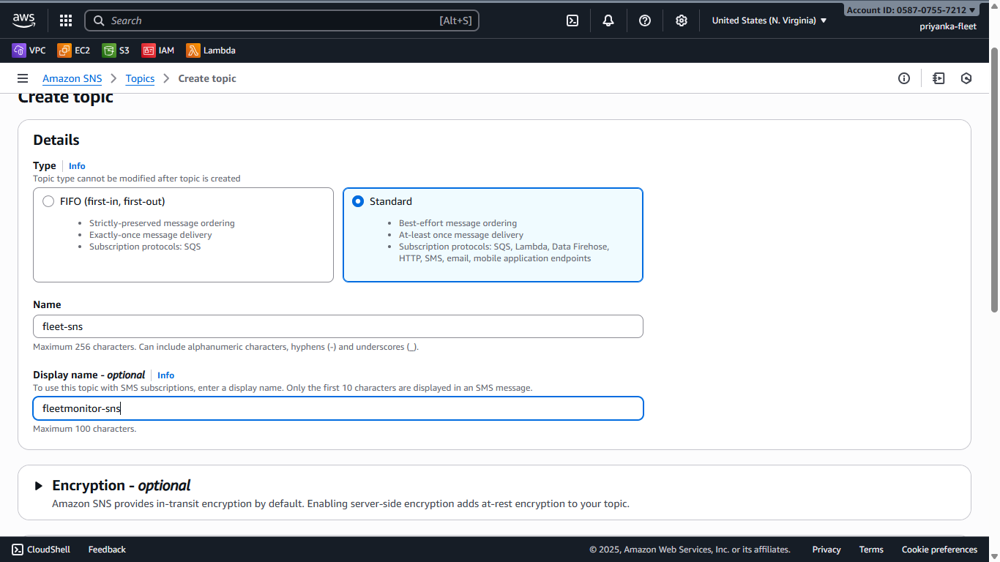 aws
Search [Alt+S]
United States (N. Virginia)
Account ID: 0587-0755-7212
priyanka-fleet
VPC EC2 S3 IAM Lambda
Amazon SNS Topics Create topic
Create topic
Details
Type Info
Topic type cannot be modified after topic is created
FIFO (first-in, first-out)
Strictly-preserved message ordering
Exactly-once message delivery
Subscription protocols: SQS
Standard
Best-effort message ordering
At-least once message delivery
Subscription protocols: SQS, Lambda, Data Firehose,
HTTP, SMS, email, mobile application endpoints
Name
fleet-sns
Maximum 256 characters. Can include alphanumeric characters, hyphens (-) and underscores (_).
Display name - optional Info
To use this topic with SMS subscriptions, enter a display name. Only the first 10 characters are displayed in an SMS message.
fleetmonitor-sns
Maximum 100 characters.
Encryption - optional
Amazon SNS provides in-transit encryption by default. Enabling server-side encryption adds at-rest encryption to your topic.
CloudShell Feedback © 2025, Amazon Web Services, Inc. or its affiliates. Privacy Terms Cookie preferences